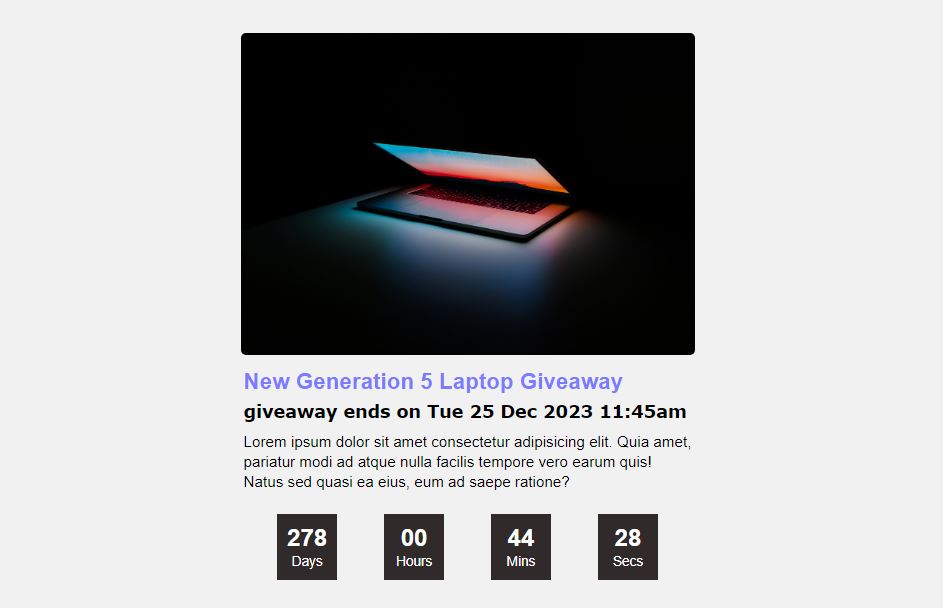 New Generation 5 Laptop Giveaway
giveaway ends on Tue 25 Dec 2023 11:45am
Lorem ipsum dolor sit amet consectetur adipisicing elit. Quia amet,
pariatur modi ad atque nulla facilis tempore vero earum quis!
Natus sed quasi ea eius, eum ad saepe ratione?
278 00 44 28
Days Hours Mins Secs